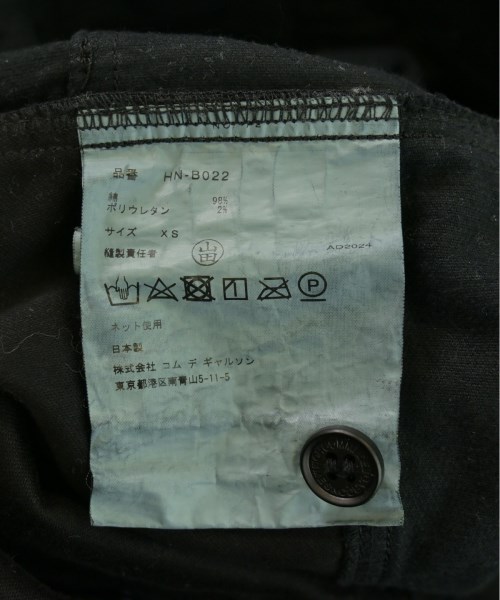 品番 HN-B022
綿 98%
ポリウレタン 2%
サイズ XS
縫製責任者 山田 AD2024
ネット使用
日本製
株式会社 コム デ ギャルソン
東京都港区南青山5-11-5